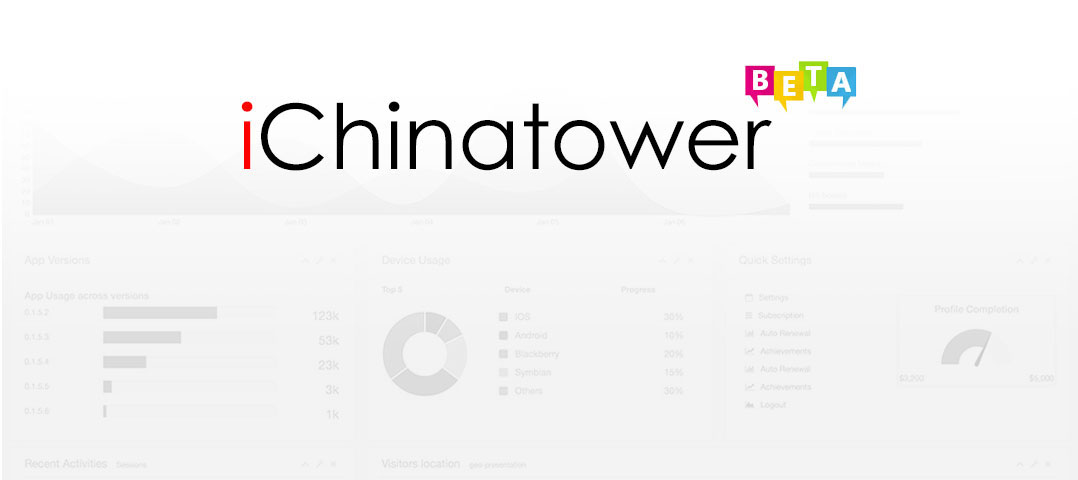 BETA
iChinatower
Jan 01 Jan 02 Jan 03 Jan 04 Jan 05 Jan 06
App Versions
App Usage across versions
0.1.5.2 123k
0.1.5.3 53k
0.1.5.4 23k
0.1.5.5 3k
0.1.5.6 1k
Device Usage
Top 5 Device Progress
IOS 30%
Android 10%
Blackberry 20%
Symbian 15%
Others 30%
Quick Settings
Settings
Subscription
Auto Renewal
Achievements
Auto Renewal
Achievements
Logout
Profile Completion
$3,200 $5,000
Recent Activities Sessions
Visitors location geo-presentation